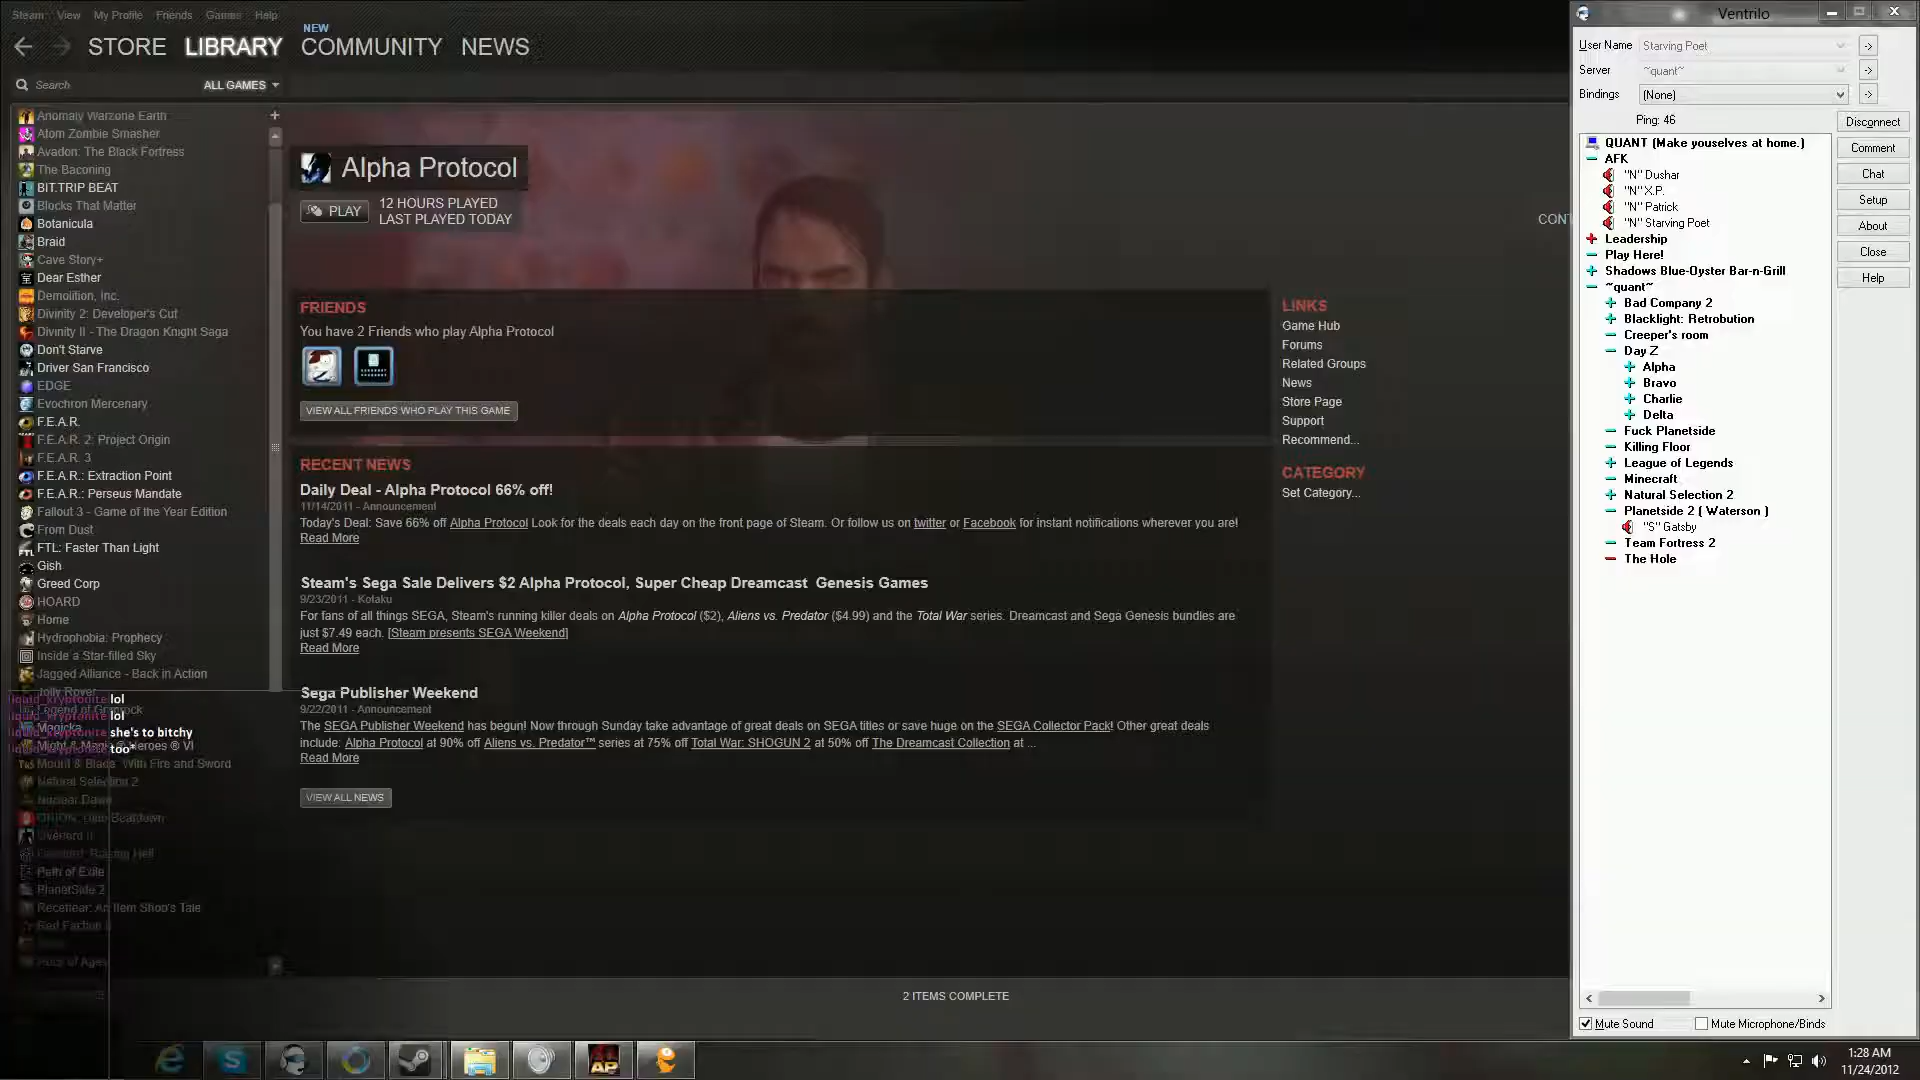 Steam View My Profile Friends Games Help
STORE LIBRARY NEW COMMUNITY NEWS
Search ALL GAMES
Anomaly Warzone Earth
Atom Zombie Smasher
Avadon: The Black Fortress
The Baconing
BIT.TRIP BEAT
Blocks That Matter
Botanicula
Braid
Cave Story+
Dear Esther
Demolition, Inc.
Divinity 2: Developer's Cut
Divinity II - The Dragon Knight Saga
Don't Starve
Driver San Francisco
EDGE
Evochron Mercenary
F.E.A.R.
F.E.A.R. 2: Project Origin
F.E.A.R. 3
F.E.A.R.: Extraction Point
F.E.A.R.: Perseus Mandate
Fallout 3 - Game of the Year Edition
From Dust
FTL: Faster Than Light
Gish
Greed Corp
HOARD
Home
Hydrophobia: Prophecy
Inside a Star-filled Sky
Jagged Alliance - Back in Action
Jolly Rover
liquid_kryptonite lol
liquid_kryptonite lol
Magicka
liquid_kryptonite she's to bitchy
liquid_kryptonite too*
Mount & Blade: With Fire and Sword
Natural Selection 2
Nuclear Dawn
Overlord II
Path of Exile
PlanetSide 2
Recettear: An Item Shop's Tale
Red Faction
Alpha Protocol
PLAY
12 HOURS PLAYED
LAST PLAYED TODAY
CONT
FRIENDS
You have 2 Friends who play Alpha Protocol
VIEW ALL FRIENDS WHO PLAY THIS GAME
RECENT NEWS
Daily Deal - Alpha Protocol 66% off!
11/14/2011 - Announcement
Today's Deal: Save 66% off Alpha Protocol Look for the deals each day on the front page of Steam. Or follow us on twitter or Facebook for instant notifications wherever you are!
Read More
Steam's Sega Sale Delivers $2 Alpha Protocol, Super Cheap Dreamcast Genesis Games
9/23/2011 - Kotaku
For fans of all things SEGA, Steam's running killer deals on Alpha Protocol ($2), Aliens vs. Predator ($4.99) and the Total War series. Dreamcast and Sega Genesis bundles are
just $7.49 each. [Steam presents SEGA Weekend]
Read More
Sega Publisher Weekend
9/22/2011 - Announcement
The SEGA Publisher Weekend has begun! Now through Sunday take advantage of great deals on SEGA titles or save huge on the SEGA Collector Pack! Other great deals
include: Alpha Protocol at 90% off Aliens vs. Predator™ series at 75% off Total War: SHOGUN 2 at 50% off The Dreamcast Collection at ...
Read More
VIEW ALL NEWS
LINKS
Game Hub
Forums
Related Groups
News
Store Page
Support
Recommend...
CATEGORY
Set Category...
2 ITEMS COMPLETE
Ventrilo
User Name Starving Poet
Server ~quant~
Bindings (None)
Ping: 46
Disconnect
Comment
Chat
Setup
About
Close
Help
QUANT (Make youselves at home.)
AFK
"N" Dushar
"N" X.P.
"N" Patrick
"N" Starving Poet
Leadership
Play Here!
Shadows Blue-Oyster Bar-n-Grill
~quant~
Bad Company 2
Blacklight: Retrobution
Creeper's room
Day Z
Alpha
Bravo
Charlie
Delta
Fuck Planetside
Killing Floor
League of Legends
Minecraft
Natural Selection 2
Planetside 2 ( Waterson )
"S" Gatsby
Team Fortress 2
The Hole
Mute Sound Mute Microphone/Binds
AP
1:28 AM
11/24/2012